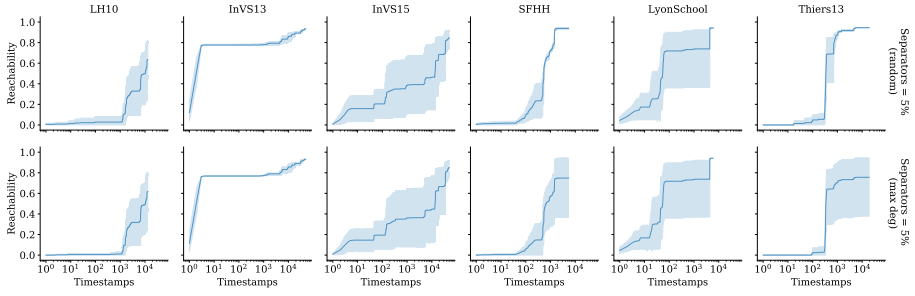 LH10 InVS13 InVS15 SFHH LyonSchool Thiers13
1.0
0.8
0.6
0.4
0.2
0.0
Reachability
Separators = 5%
(random)
1.0
0.8
0.6
0.4
0.2
0.0
Reachability
Separators = 5%
(max deg)
10⁰ 10¹ 10² 10³ 10⁴ 10⁰ 10¹ 10² 10³ 10⁴ 10⁰ 10¹ 10² 10³ 10⁴ 10⁰ 10¹ 10² 10³ 10⁴ 10⁰ 10¹ 10² 10³ 10⁴ 10⁰ 10¹ 10² 10³ 10⁴
Timestamps Timestamps Timestamps Timestamps Timestamps Timestamps